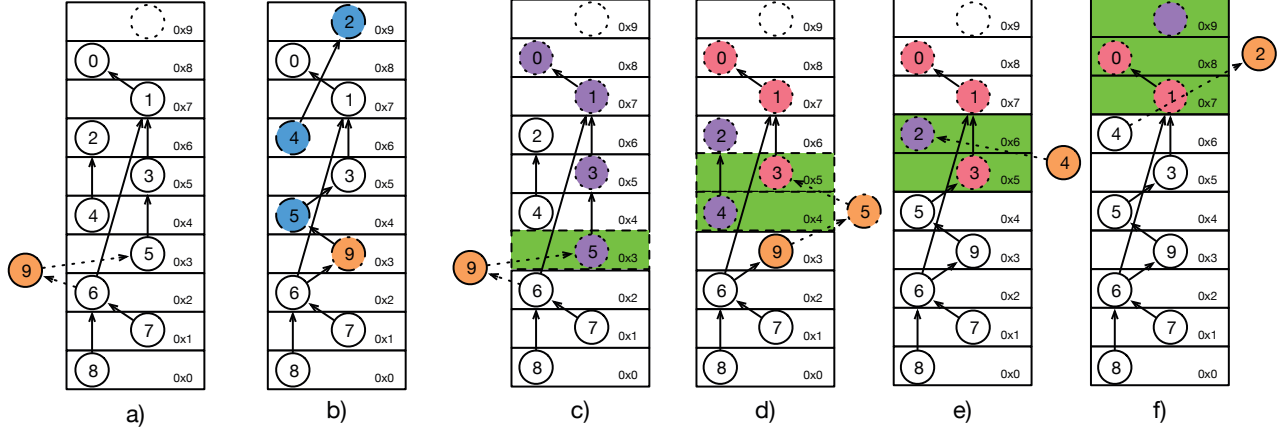 0x9
0 0x8
1 0x7
2 0x6
3 0x5
4 0x4
9 5 0x3
6 0x2
7 0x1
8 0x0
a)
2 0x9
0 0x8
1 0x7
4 0x6
3 0x5
5 0x4
9 0x3
6 0x2
7 0x1
8 0x0
b)
0x9
0 0x8
1 0x7
2 0x6
3 0x5
4 0x4
9 5 0x3
6 0x2
7 0x1
8 0x0
c)
0x9
0 0x8
1 0x7
2 0x6
3 0x5
4 0x4 5
9 0x3
6 0x2
7 0x1
8 0x0
d)
0x9
0 0x8
1 0x7
2 0x6 4
3 0x5
5 0x4
9 0x3
6 0x2
7 0x1
8 0x0
e)
0x9
0 0x8 2
1 0x7
4 0x6
3 0x5
5 0x4
9 0x3
6 0x2
7 0x1
8 0x0
f)